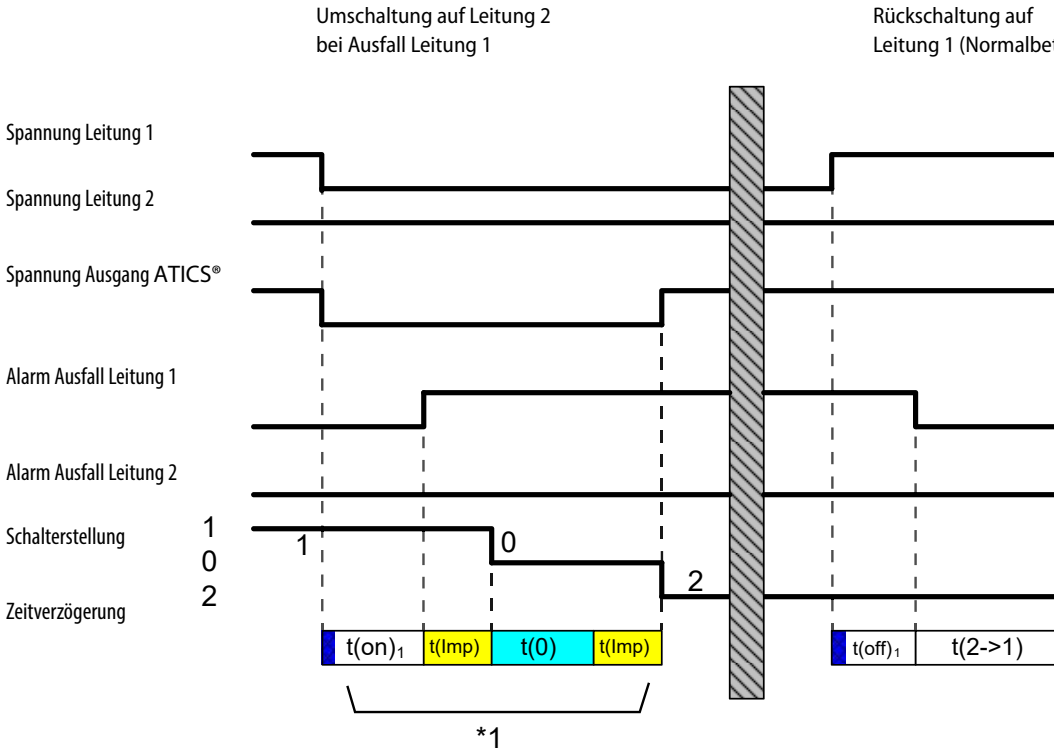 Umschaltung auf Leitung 2
bei Ausfall Leitung 1
Rückschaltung auf
Leitung 1 (Normalbet
Spannung Leitung 1
Spannung Leitung 2
Spannung Ausgang ATICS®
Alarm Ausfall Leitung 1
Alarm Ausfall Leitung 2
Schalterstellung
1
0
2
1
0
2
Zeitverzögerung
t(on)₁ t(Imp) t(0) t(Imp) t(off)₁ t(2->1)
*1